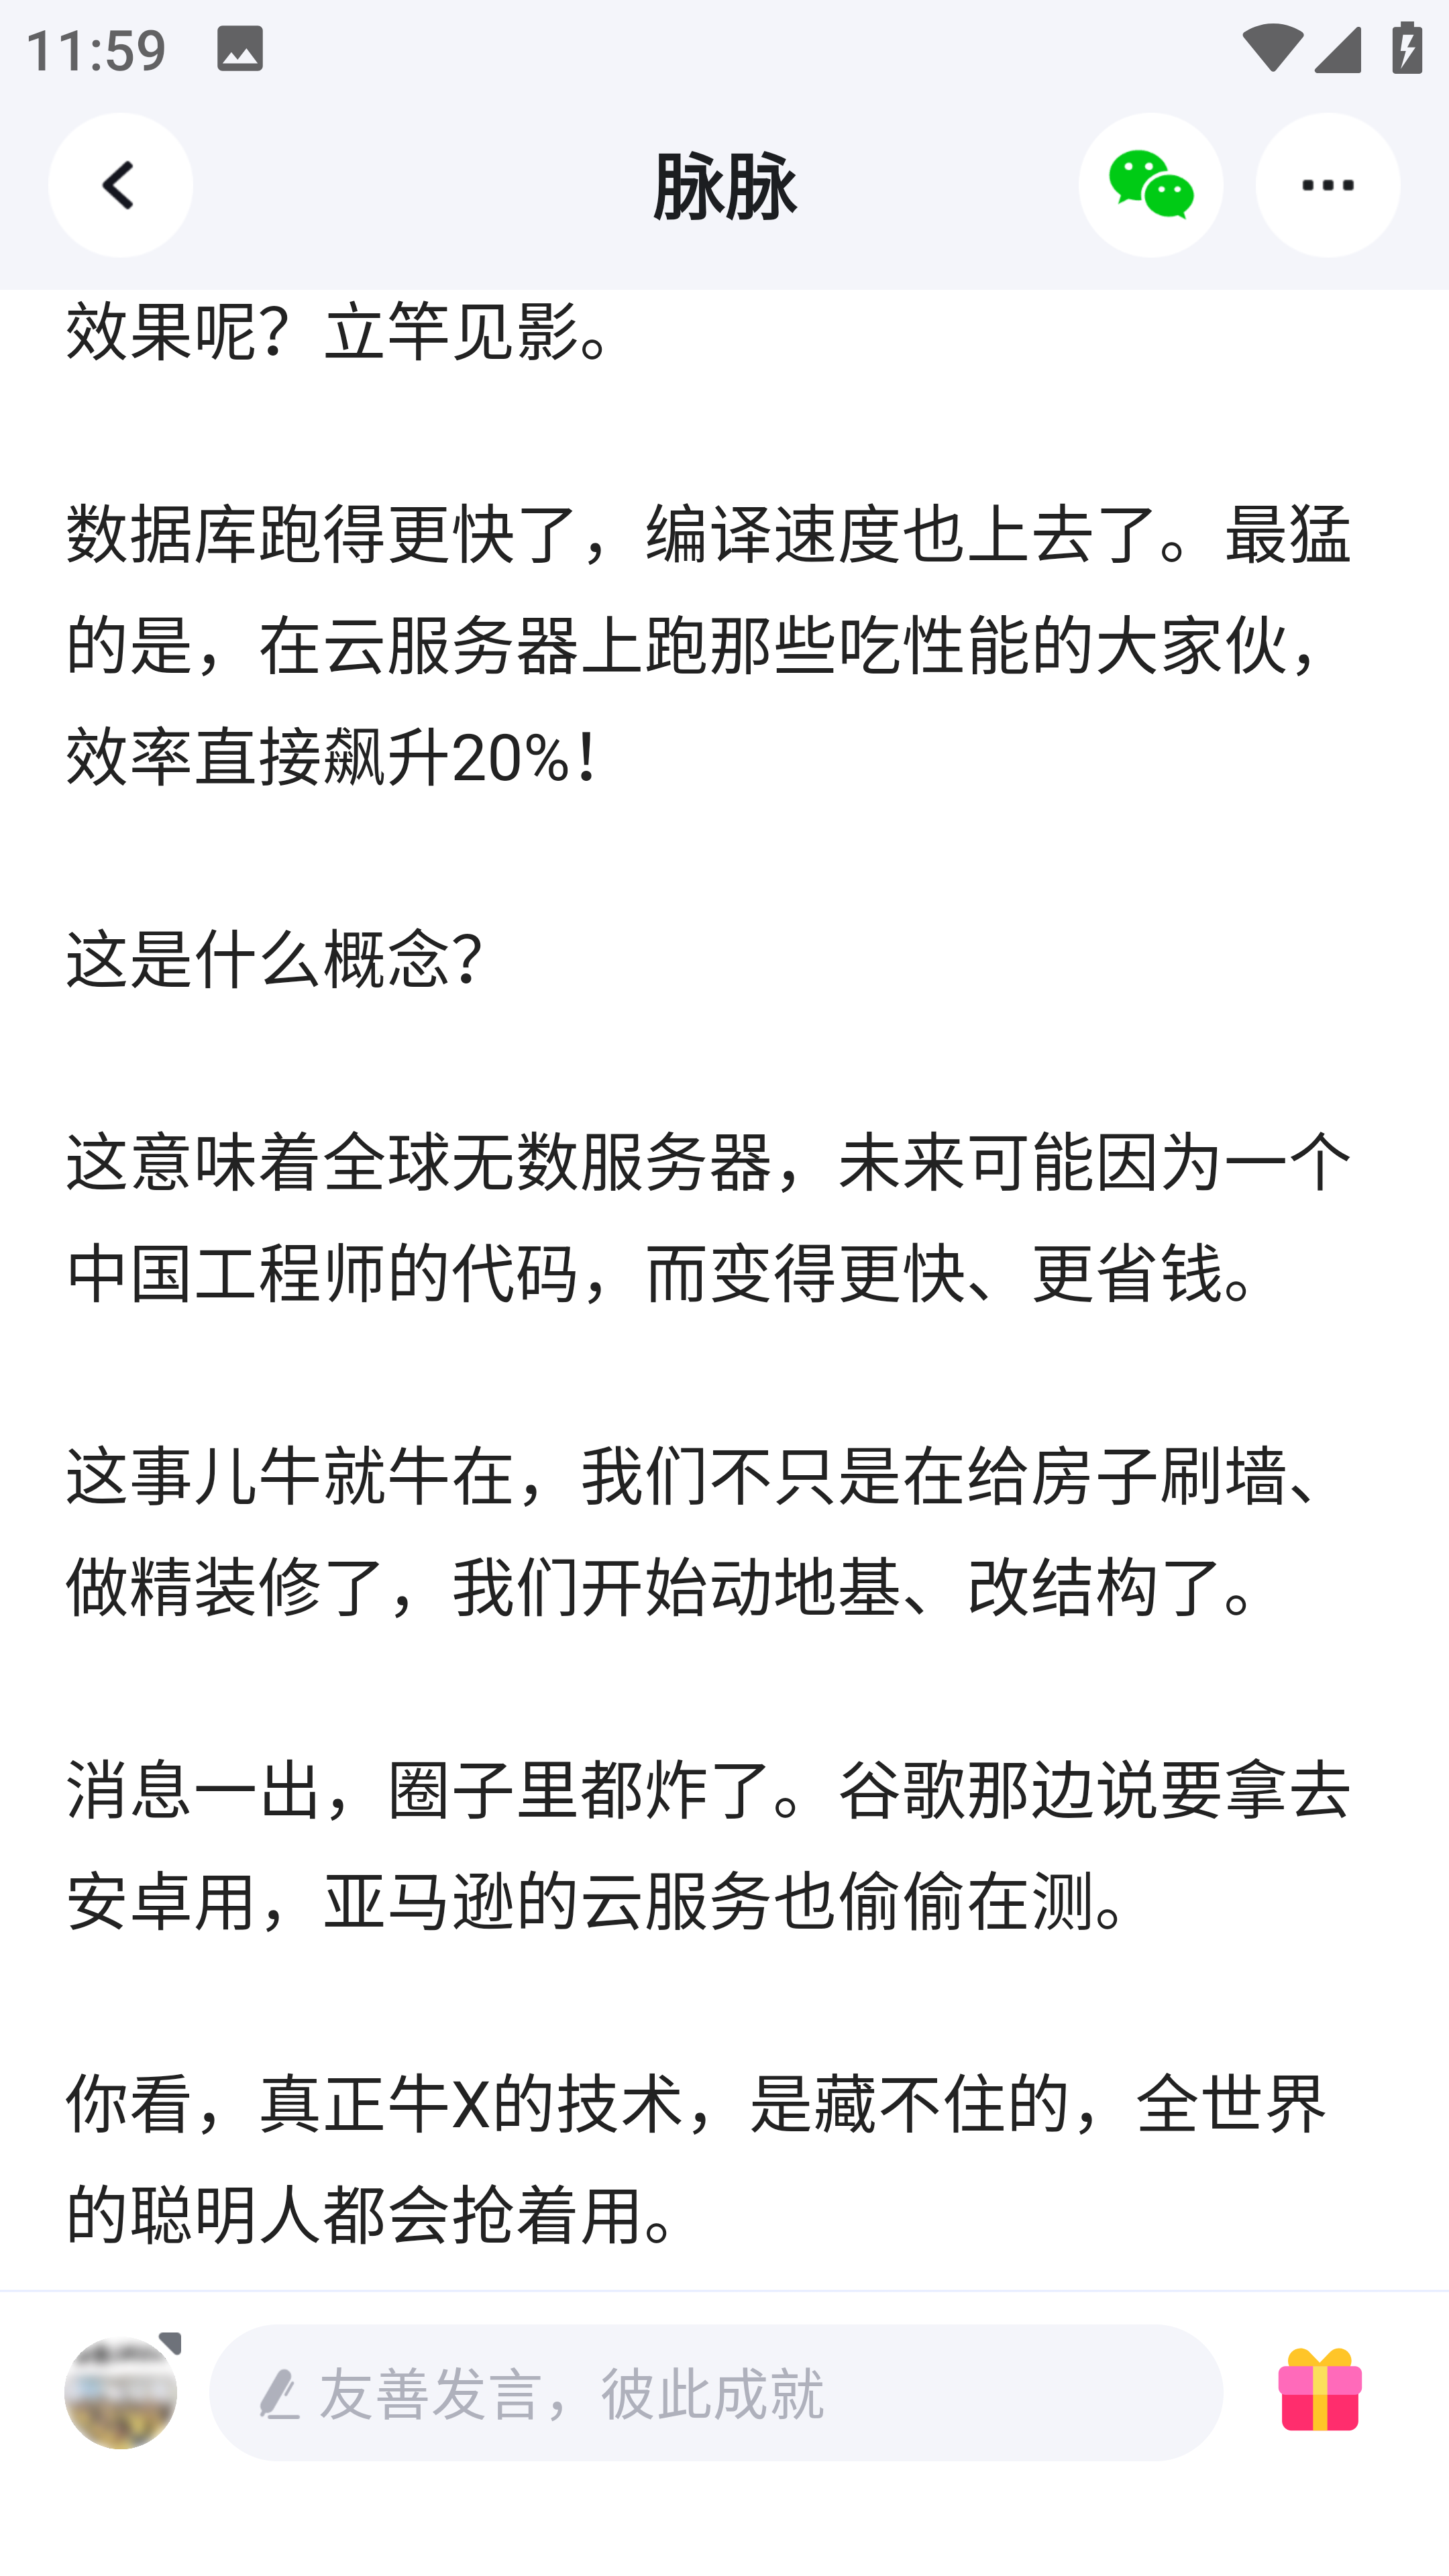 11:59
脉脉
效果呢？立竿见影。
数据库跑得更快了，编译速度也上去了。最猛
的是，在云服务器上跑那些吃性能的大家伙，
效率直接飙升20%！
这是什么概念？
这意味着全球无数服务器，未来可能因为一个
中国工程师的代码，而变得更快、更省钱。
这事儿牛就牛在，我们不只是在给房子刷墙、
做精装修了，我们开始动地基、改结构了。
消息一出，圈子里都炸了。谷歌那边说要拿去
安卓用，亚马逊的云服务也偷偷在测。
你看，真正牛X的技术，是藏不住的，全世界
的聪明人都会抢着用。
友善发言，彼此成就